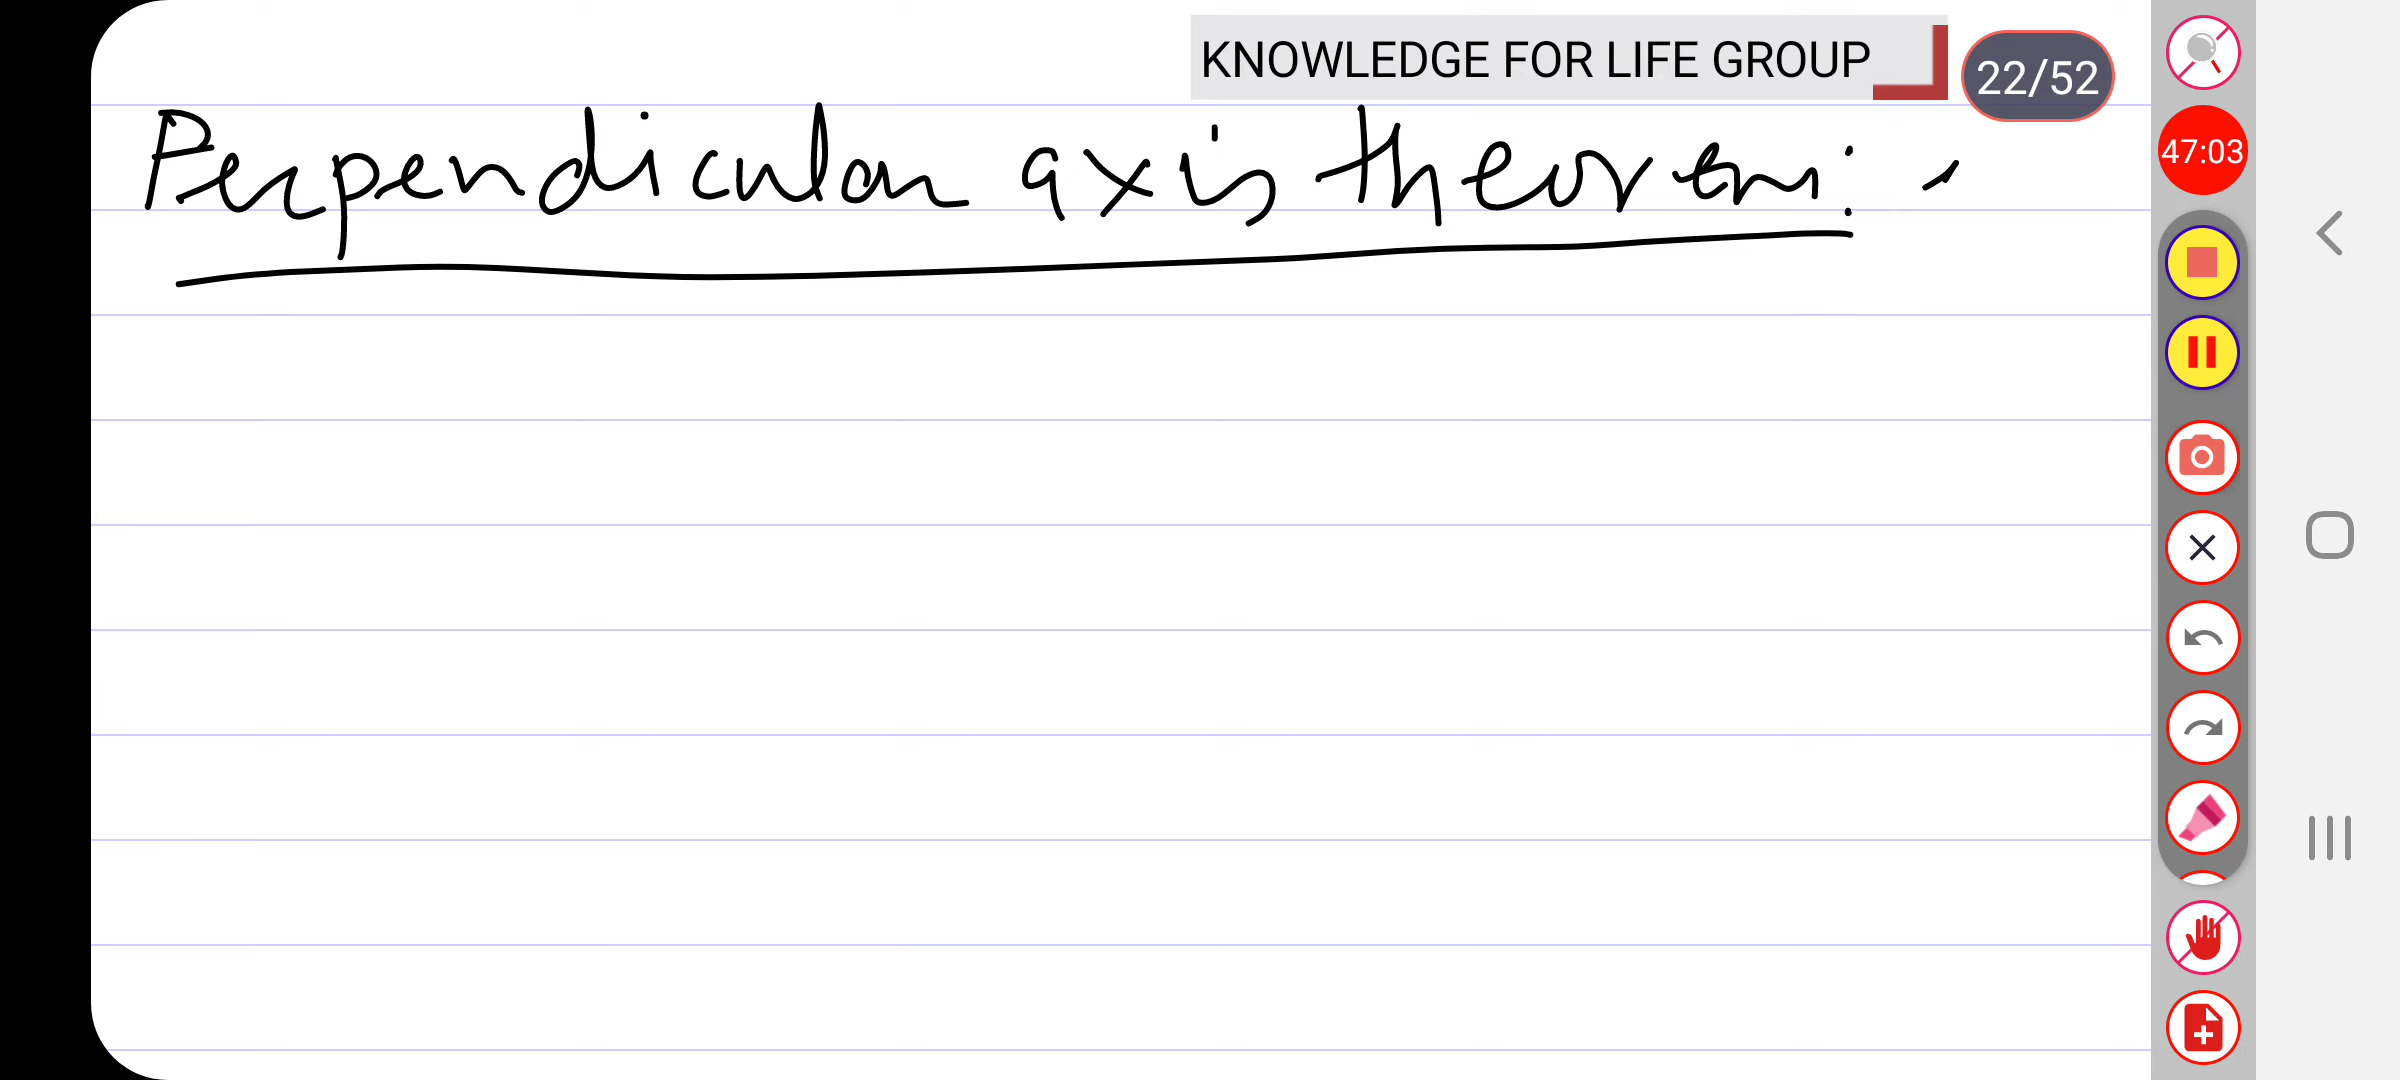 KNOWLEDGE FOR LIFE GROUP
22/52
47:03
Perpendicular axis theorem: